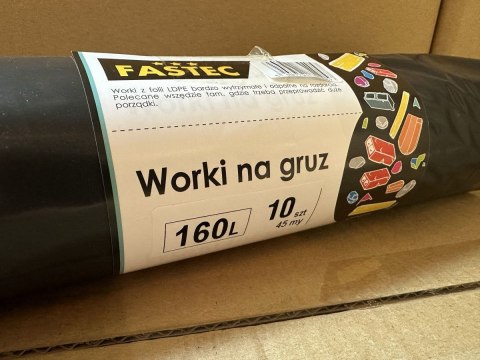 FASTEC
Worki z folii LDPE bardzo wytrzymałe i odporne na rozdarcia.
Polecane wszędzie tam, gdzie trzeba przeprowadzić duże
porządki.
Worki na gruz
160L
10 szt
45 my